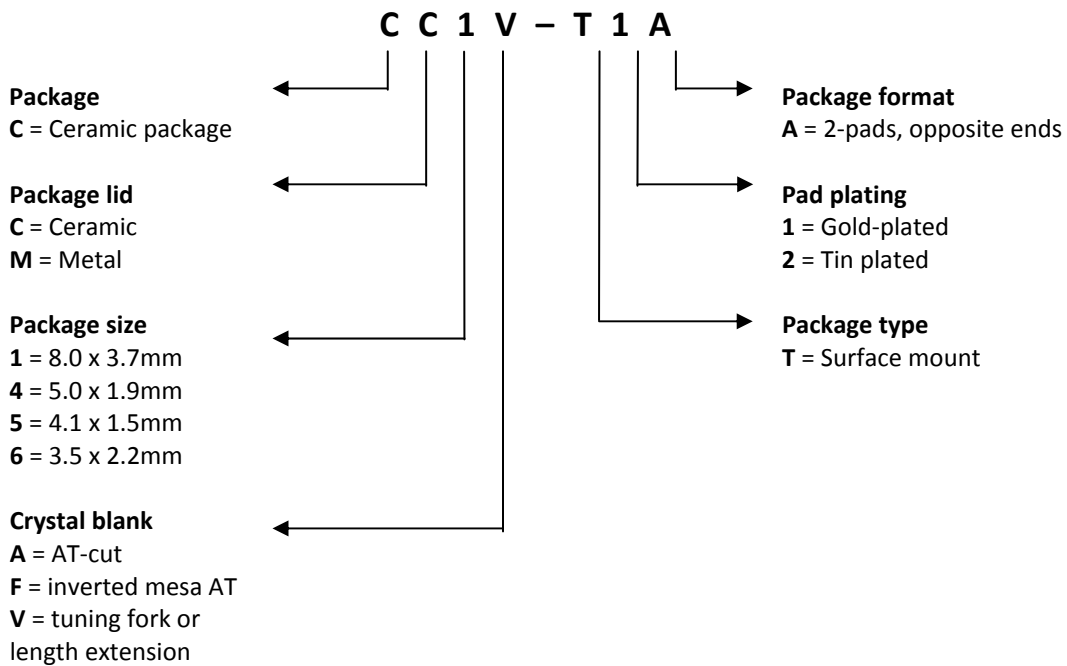 C C 1 V – T 1 A
Package
C = Ceramic package
Package lid
C = Ceramic
M = Metal
Package size
1 = 8.0 x 3.7mm
4 = 5.0 x 1.9mm
5 = 4.1 x 1.5mm
6 = 3.5 x 2.2mm
Crystal blank
A = AT-cut
F = inverted mesa AT
V = tuning fork or
length extension
Package format
A = 2-pads, opposite ends
Pad plating
1 = Gold-plated
2 = Tin plated
Package type
T = Surface mount